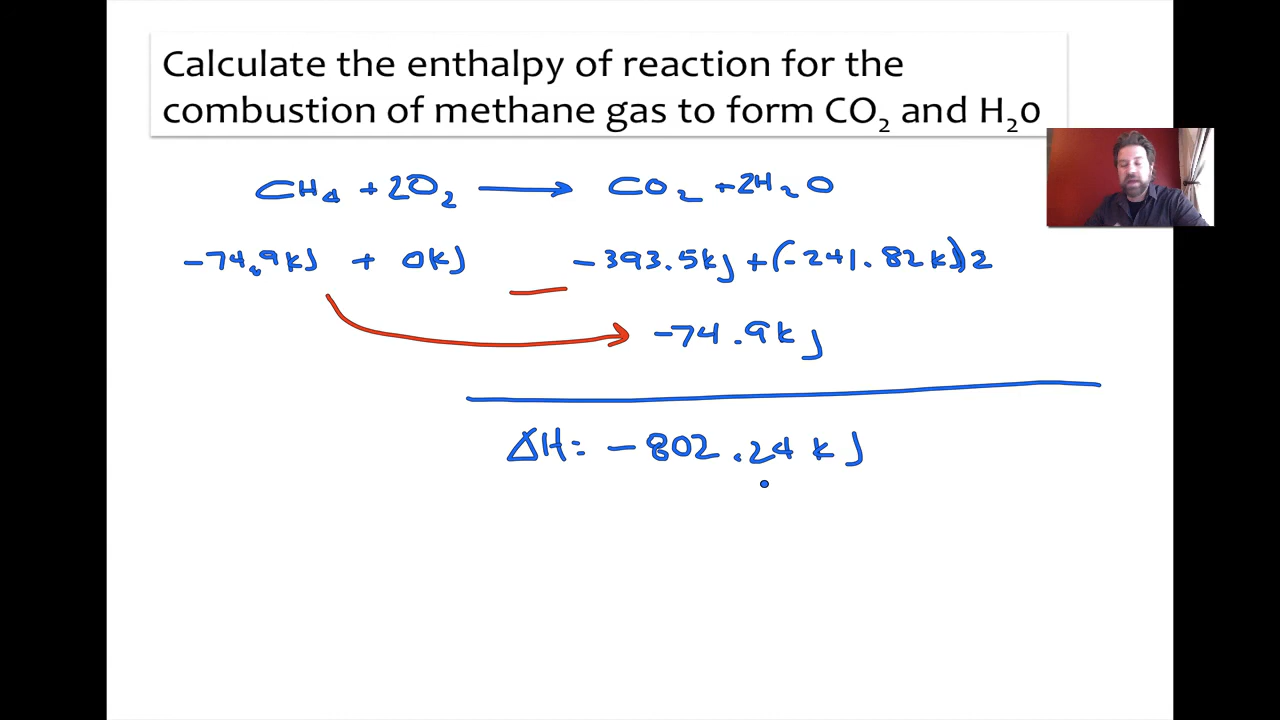 Calculate the enthalpy of reaction for the
combustion of methane gas to form CO₂ and H₂0
CH₄ + 2O₂ → CO₂ + 2H₂O
-74.9kJ + 0kJ - 393.5kJ + (-241.82kJ)2
-74.9kJ
ΔH= -802.24 kJ